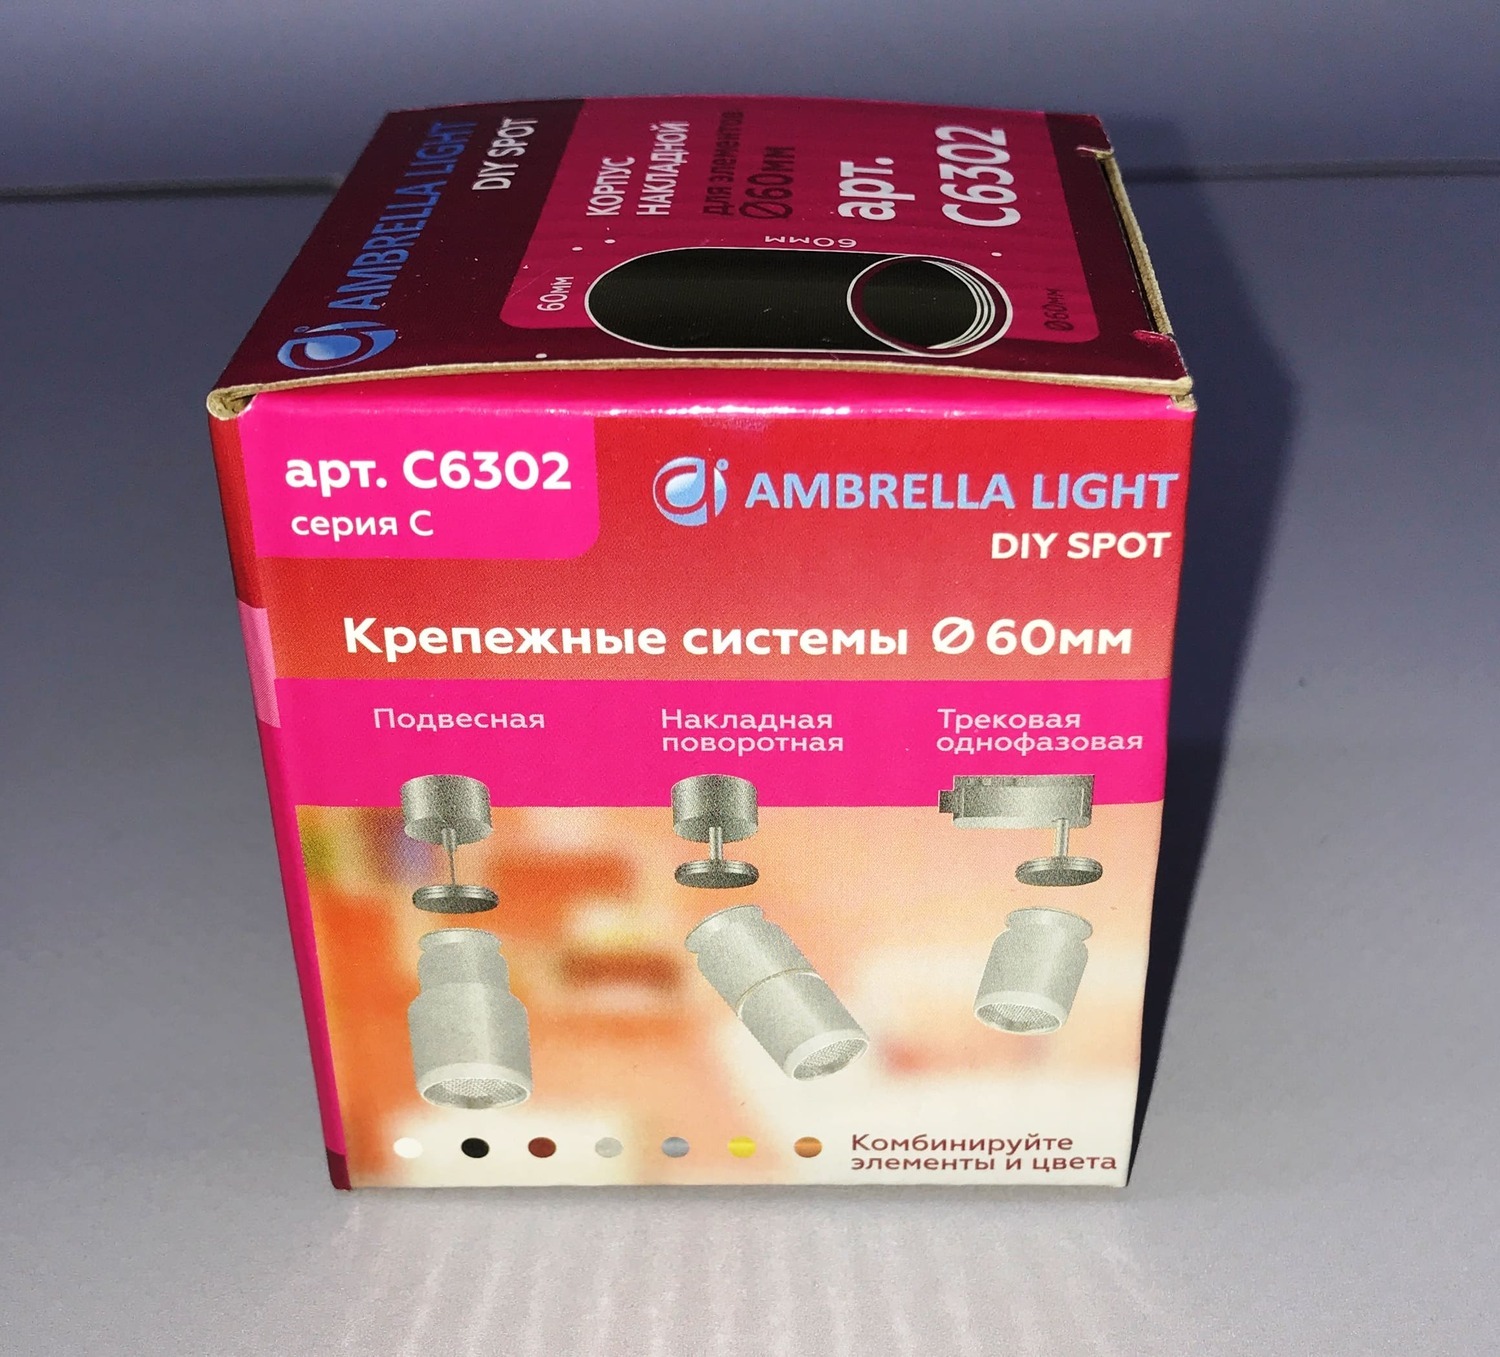 AMBRELLA LIGHT
DIY SPOT
КОРПУС
НАКЛАДНОЙ
для элементов
Ø60мм
арт.
C6302
60мм
60мм
Ø60мм
арт. C6302
серия C
AMBRELLA LIGHT
DIY SPOT
Крепежные системы Ø 60мм
Подвесная
Накладная
поворотная
Трековая
однофазовая
Комбинируйте
элементы и цвета